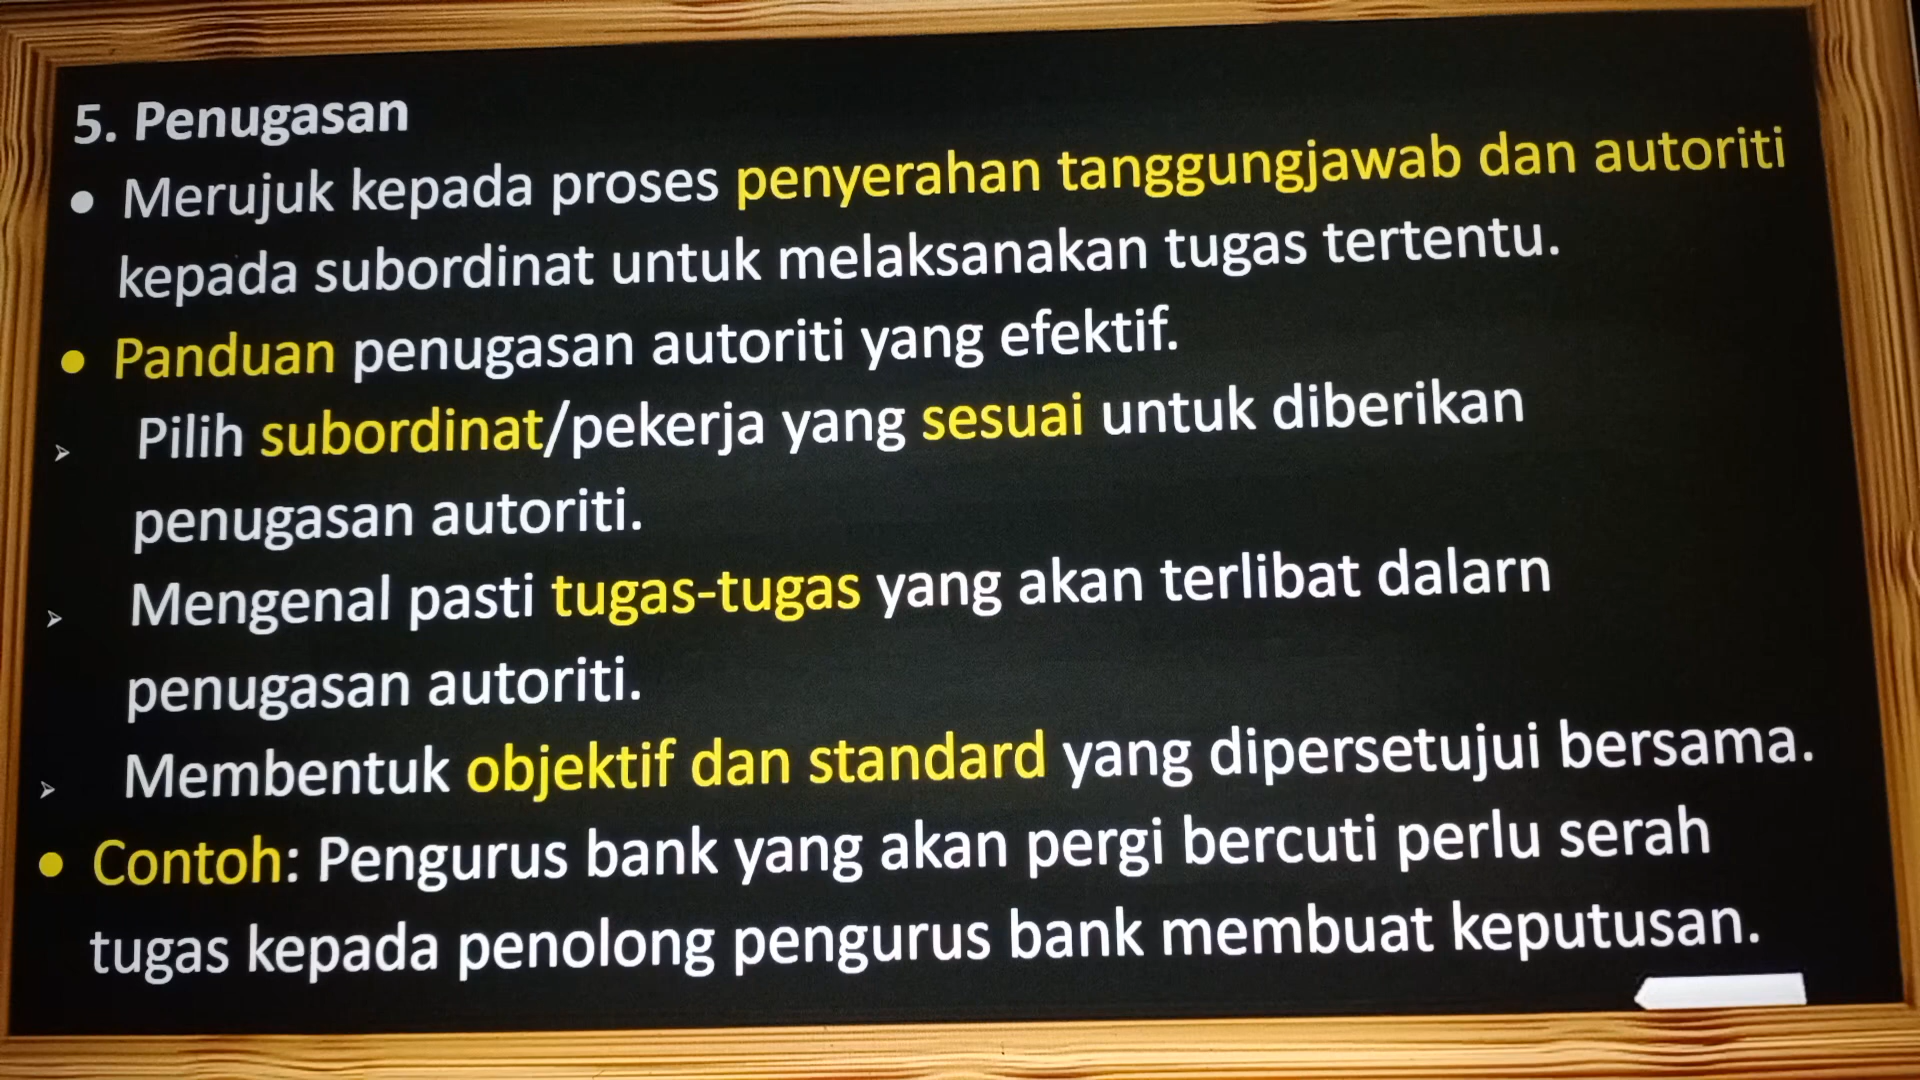 5. Penugasan
• Merujuk kepada proses penyerahan tanggungjawab dan autoriti
kepada subordinat untuk melaksanakan tugas tertentu.
• Panduan penugasan autoriti yang efektif.
➢ Pilih subordinat/pekerja yang sesuai untuk diberikan
penugasan autoriti.
➢ Mengenal pasti tugas-tugas yang akan terlibat dalarn
penugasan autoriti.
➢ Membentuk objektif dan standard yang dipersetujui bersama.
• Contoh: Pengurus bank yang akan pergi bercuti perlu serah
tugas kepada penolong pengurus bank membuat keputusan.